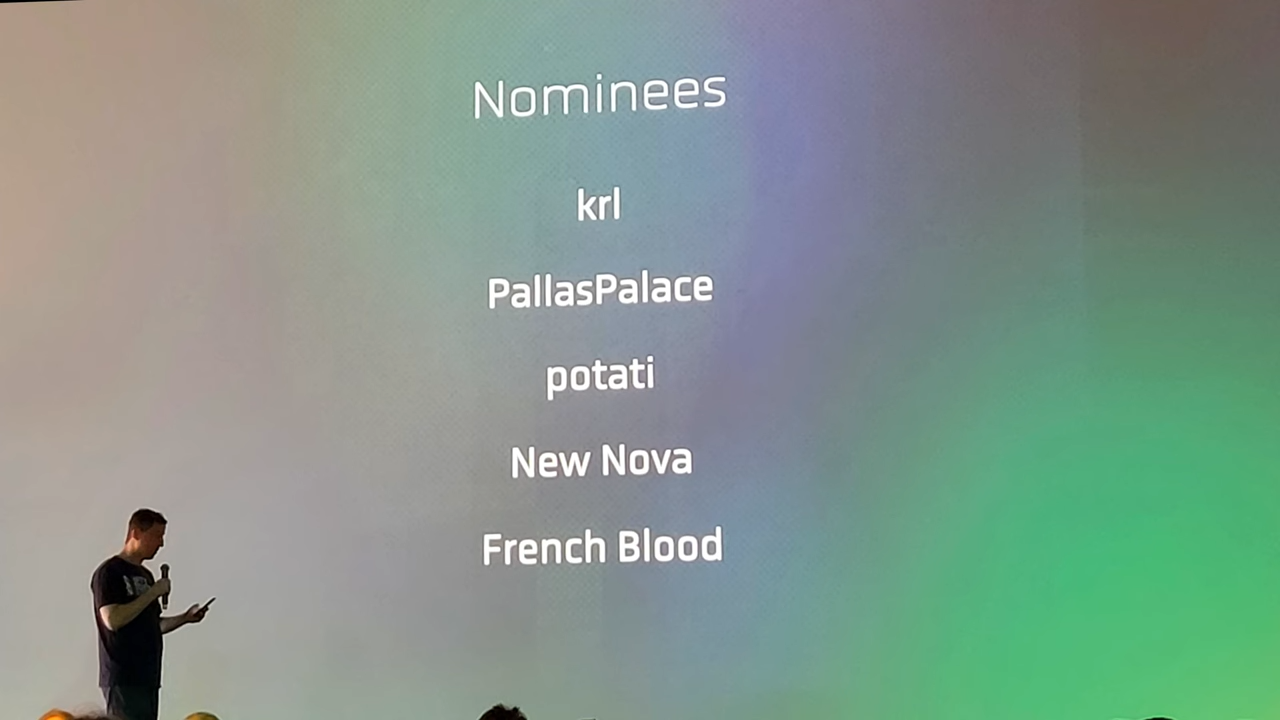 Nominees
krl
PallasPalace
potati
New Nova
French Blood